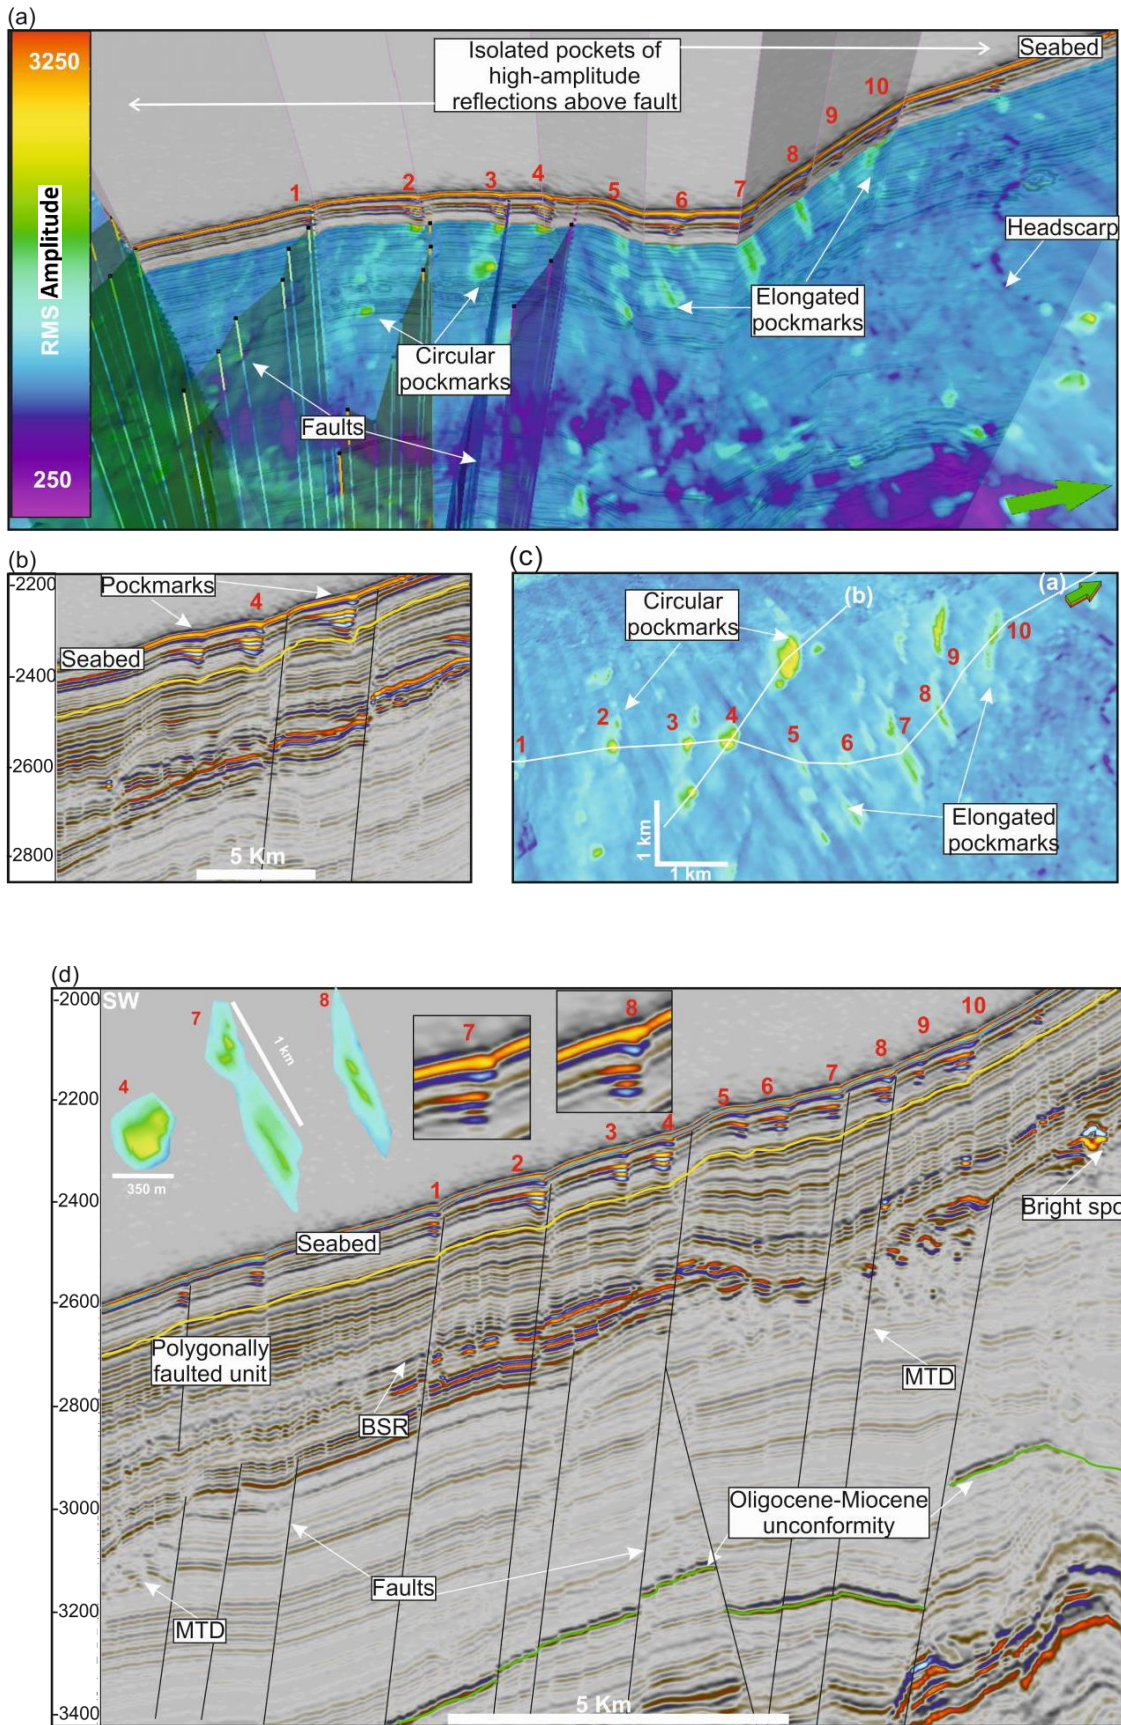 (a)
3250
RMS Amplitude
250
Isolated pockets of
high-amplitude
reflections above fault
Seabed
1
2
3
4
5
6
7
8
9
10
Headscarp
Elongated
pockmarks
Circular
pockmarks
Faults
(b)
-2200
-2400
-2600
-2800
Pockmarks
4
Seabed
5 Km
(c)
(a)
(b)
Circular
pockmarks
1
2
3
4
5
6
7
8
9
10
Elongated
pockmarks
1 km
1 km
(d)
-2000
-2200
-2400
-2600
-2800
-3000
-3200
-3400
SW
4
350 m
7
1 km
8
7
8
1
2
3
4
5
6
7
8
9
10
Seabed
Bright spo
Polygonally
faulted unit
BSR
MTD
Oligocene-Miocene
unconformity
Faults
MTD
5 Km